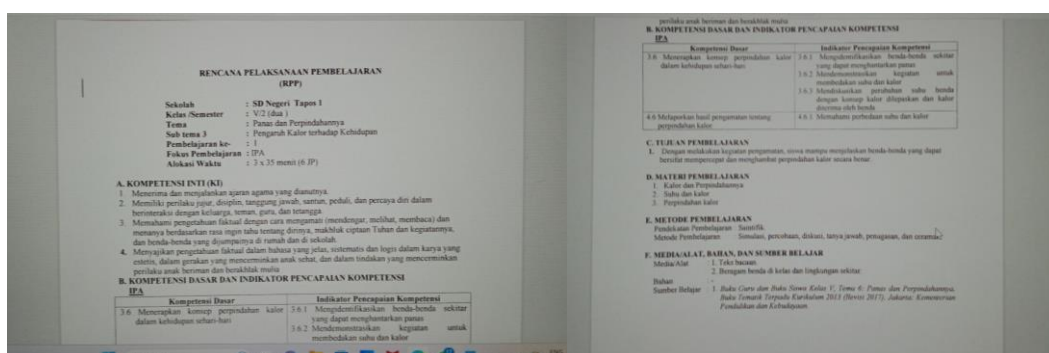 RENCANA PELAKSANAAN PEMBELAJARAN
(RPP)
Sekolah : SD Negeri Tapos 1
Kelas /Semester : V/2 (dua )
Tema : Panas dan Perpindahannya
Sub tema 3 : Pengaruh Kalor terhadap Kehidupan
Pembelajaran ke- : 1
Fokus Pembelajaran : IPA
Alokasi Waktu : 3 x 35 menit (6 JP)
A. KOMPETENSI INTI (KI)
1. Menerima dan menjalankan ajaran agama yang dianutnya.
2. Memiliki perilaku jujur, disiplin, tanggung jawab, santun, peduli, dan percaya diri dalam
berinteraksi dengan keluarga, teman, guru, dan tetangga.
3. Memahami pengetahuan faktual dengan cara mengamati (mendengar, melihat, membaca) dan
menanya berdasarkan rasa ingin tahu tentang dirinya, makhluk ciptaan Tuhan dan kegiatannya,
dan benda-benda yang dijumpainya di rumah dan di sekolah.
4. Menyajikan pengetahuan faktual dalam bahasa yang jelas, sistematis dan logis dalam karya yang
estetis, dalam gerakan yang mencerminkan anak sehat, dan dalam tindakan yang mencerminkan
perilaku anak beriman dan berakhlak mulia
B. KOMPETENSI DASAR DAN INDIKATOR PENCAPAIAN KOMPETENSI
IPA
Kompetensi Dasar Indikator Pencapaian Kompetensi
3.6 Menerapkan konsep perpindahan kalor 3.6.1 Mengidentifikasikan benda-benda sekitar
dalam kehidupan sehari-hari yang dapat menghantarkan panas
3.6.2 Mendemonstrasikan kegiatan untuk
membedakan suhu dan kalor
perilaku anak beriman dan berakhlak mulia
B. KOMPETENSI DASAR DAN INDIKATOR PENCAPAIAN KOMPETENSI
IPA
Kompetensi Dasar Indikator Pencapaian Kompetensi
3.6 Menerapkan konsep perpindahan kalor 3.6.1 Mengidentifikasikan benda-benda sekitar
dalam kehidupan sehari-hari yang dapat menghantarkan panas
3.6.2 Mendemonstrasikan kegiatan untuk
membedakan suhu dan kalor
3.6.3 Mendiskusikan perubahan suhu benda
dengan konsep kalor dilepaskan dan kalor
diterima oleh benda
4.6 Melaporkan hasil pengamatan tentang 4.6.1 Memahami perbedaan suhu dan kalor
perpindahan kalor
C. TUJUAN PEMBELAJARAN
1. Dengan melakukan kegiatan pengamatan, siswa mampu menjelaskan benda-benda yang dapat
bersifat mempercepat dan menghambat perpindahan kalor secara benar.
D. MATERI PEMBELAJARAN
1. Kalor dan Perpindahannya
2. Suhu dan kalor
3. Perpindahan kalor
E. METODE PEMBELAJARAN
Pendekatan Pembelajaran : Saintifik.
Metode Pembelajaran : Simulasi, percobaan, diskusi, tanya jawab, penugasan, dan ceramah
F. MEDIA/ALAT, BAHAN, DAN SUMBER BELAJAR
Media/Alat : 1. Teks bacaan.
2. Beragam benda di kelas dan lingkungan sekitar.
Bahan : -
Sumber Belajar : 1. Buku Guru dan Buku Siswa Kelas V, Tema 6: Panas dan Perpindahannya.
Buku Tematik Terpadu Kurikulum 2013 (Revisi 2017). Jakarta: Kementerian
Pendidikan dan Kebudayaan.